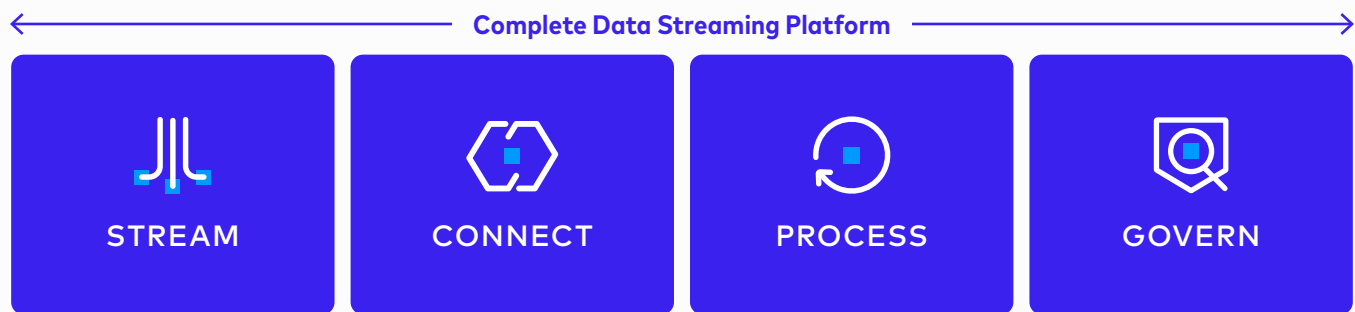 Complete Data Streaming Platform
STREAM
CONNECT
PROCESS
GOVERN